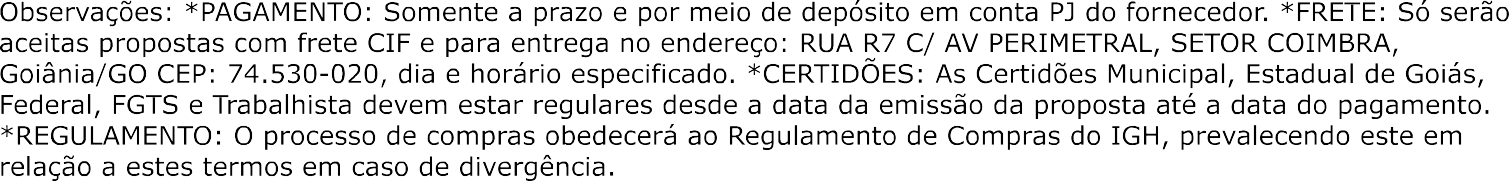 Observações: *PAGAMENTO: Somente a prazo e por meio de depósito em conta PJ do fornecedor. *FRETE: Só serão
aceitas propostas com frete CIF e para entrega no endereço: RUA R7 C/ AV PERIMETRAL, SETOR COIMBRA,
Goiânia/GO CEP: 74.530-020, dia e horário especificado. *CERTIDÕES: As Certidões Municipal, Estadual de Goiás,
Federal, FGTS e Trabalhista devem estar regulares desde a data da emissão da proposta até a data do pagamento.
*REGULAMENTO: O processo de compras obedecerá ao Regulamento de Compras do IGH, prevalecendo este em
relação a estes termos em caso de divergência.